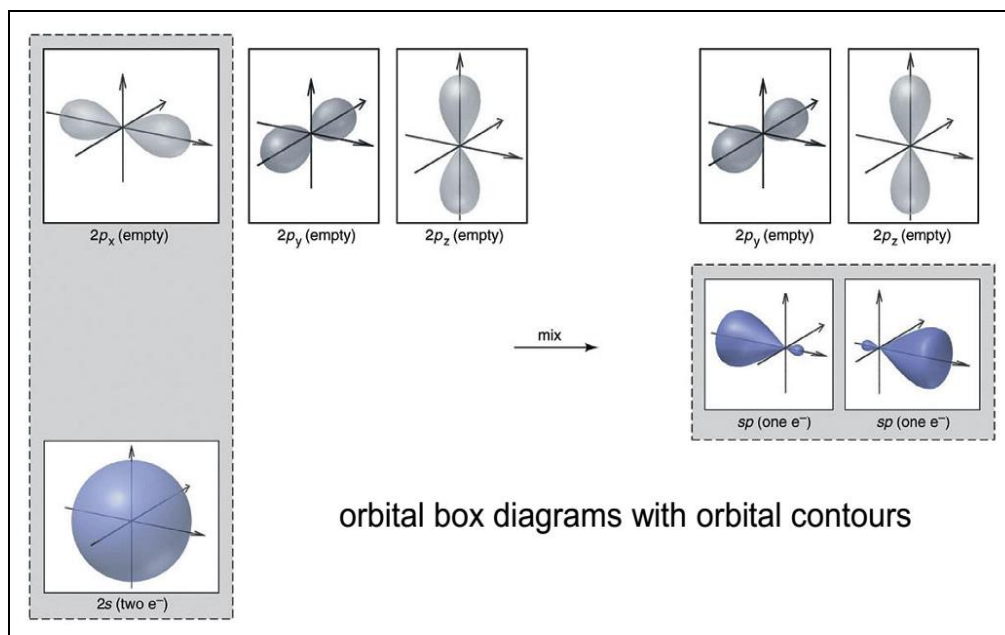 2pₓ (empty)
2p_y (empty)
2p_z (empty)
2p_y (empty)
2p_z (empty)
mix
sp (one e⁻)
sp (one e⁻)
2s (two e⁻)
orbital box diagrams with orbital contours